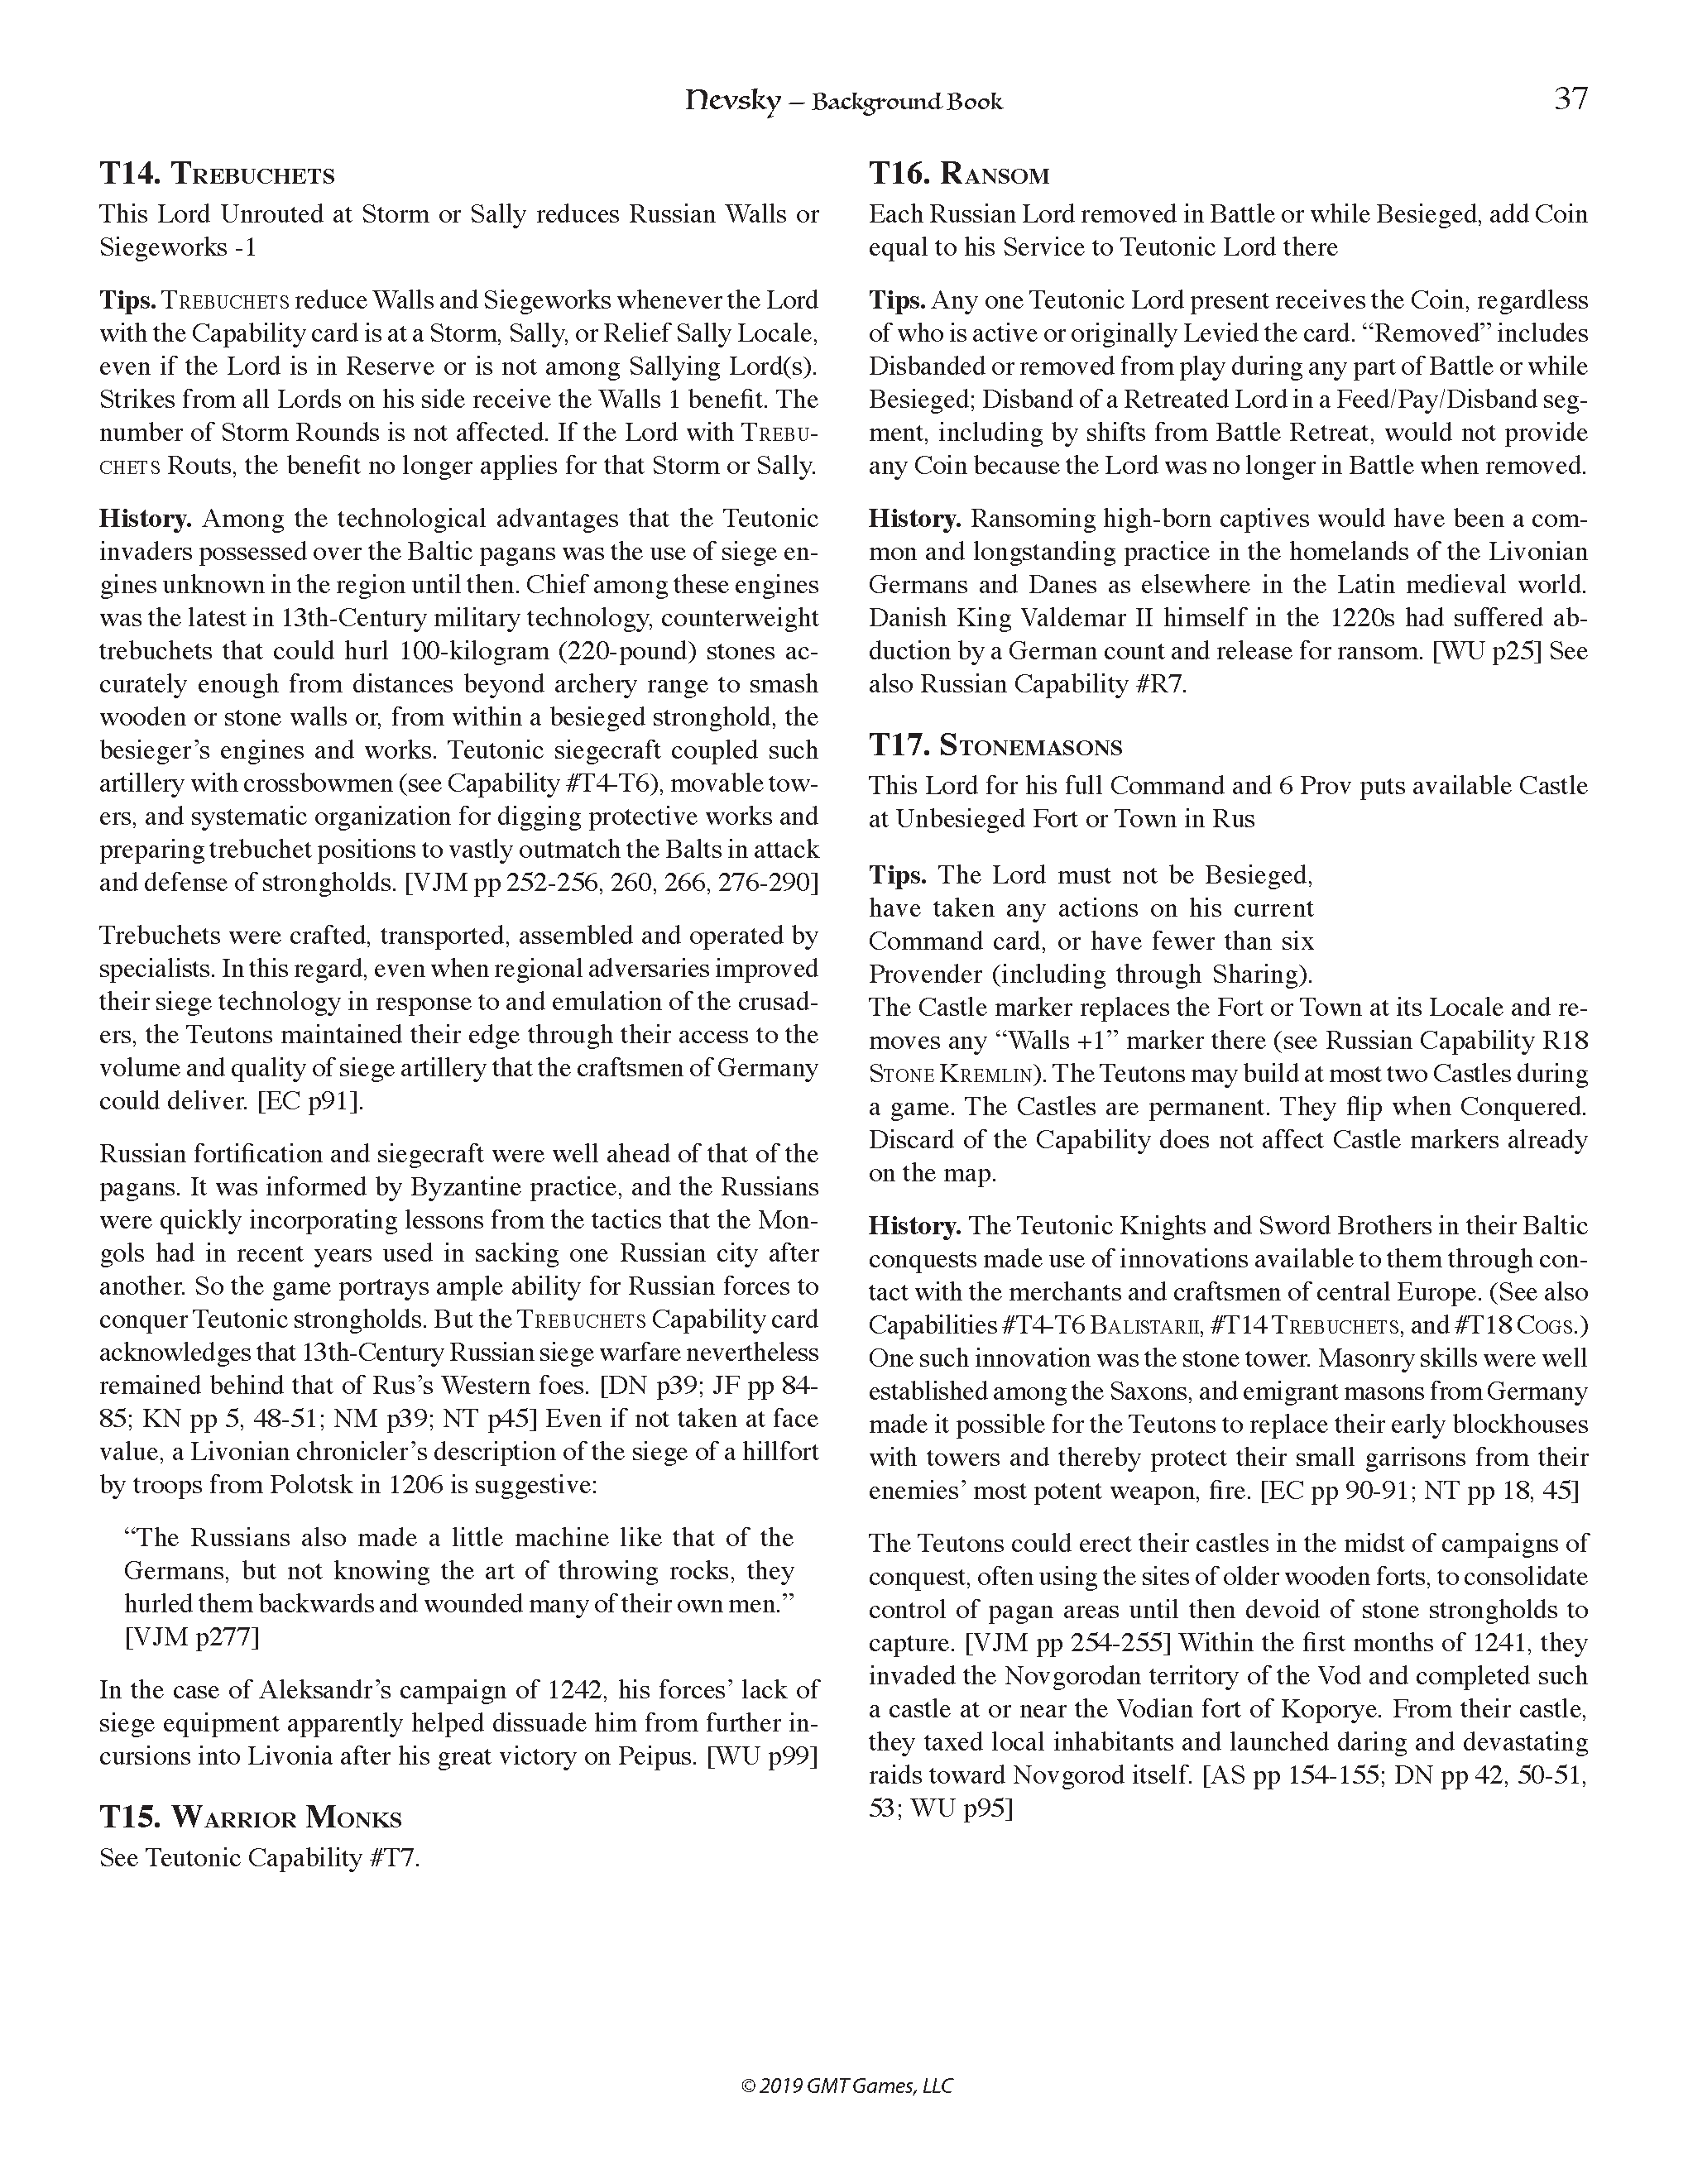 Nevsky – Background Book
37
T14. Trebuchets
This Lord Unrouted at Storm or Sally reduces Russian Walls or
Siegeworks -1
Tips. Trebuchets reduce Walls and Siegeworks whenever the Lord
with the Capability card is at a Storm, Sally, or Relief Sally Locale,
even if the Lord is in Reserve or is not among Sallying Lord(s).
Strikes from all Lords on his side receive the Walls 1 benefit. The
number of Storm Rounds is not affected. If the Lord with Trebu-
chets Routs, the benefit no longer applies for that Storm or Sally.
History. Among the technological advantages that the Teutonic
invaders possessed over the Baltic pagans was the use of siege en-
gines unknown in the region until then. Chief among these engines
was the latest in 13th-Century military technology, counterweight
trebuchets that could hurl 100-kilogram (220-pound) stones ac-
curately enough from distances beyond archery range to smash
wooden or stone walls or, from within a besieged stronghold, the
besieger’s engines and works. Teutonic siegecraft coupled such
artillery with crossbowmen (see Capability #T4-T6), movable tow-
ers, and systematic organization for digging protective works and
preparing trebuchet positions to vastly outmatch the Balts in attack
and defense of strongholds. [VJM pp 252-256, 260, 266, 276-290]
Trebuchets were crafted, transported, assembled and operated by
specialists. In this regard, even when regional adversaries improved
their siege technology in response to and emulation of the crusad-
ers, the Teutons maintained their edge through their access to the
volume and quality of siege artillery that the craftsmen of Germany
could deliver. [EC p91].
Russian fortification and siegecraft were well ahead of that of the
pagans. It was informed by Byzantine practice, and the Russians
were quickly incorporating lessons from the tactics that the Mon-
gols had in recent years used in sacking one Russian city after
another. So the game portrays ample ability for Russian forces to
conquer Teutonic strongholds. But the Trebuchets Capability card
acknowledges that 13th-Century Russian siege warfare nevertheless
remained behind that of Rus’s Western foes. [DN p39; JF pp 84-
85; KN pp 5, 48-51; NM p39; NT p45] Even if not taken at face
value, a Livonian chronicler’s description of the siege of a hillfort
by troops from Polotsk in 1206 is suggestive:
“The Russians also made a little machine like that of the
Germans, but not knowing the art of throwing rocks, they
hurled them backwards and wounded many of their own men.”
[VJM p277]
In the case of Aleksandr’s campaign of 1242, his forces’ lack of
siege equipment apparently helped dissuade him from further in-
cursions into Livonia after his great victory on Peipus. [WU p99]
T15. Warrior Monks
See Teutonic Capability #T7.
T16. Ransom
Each Russian Lord removed in Battle or while Besieged, add Coin
equal to his Service to Teutonic Lord there
Tips. Any one Teutonic Lord present receives the Coin, regardless
of who is active or originally Levied the card. “Removed” includes
Disbanded or removed from play during any part of Battle or while
Besieged; Disband of a Retreated Lord in a Feed/Pay/Disband seg-
ment, including by shifts from Battle Retreat, would not provide
any Coin because the Lord was no longer in Battle when removed.
History. Ransoming high-born captives would have been a com-
mon and longstanding practice in the homelands of the Livonian
Germans and Danes as elsewhere in the Latin medieval world.
Danish King Valdemar II himself in the 1220s had suffered ab-
duction by a German count and release for ransom. [WU p25] See
also Russian Capability #R7.
T17. Stonemasons
This Lord for his full Command and 6 Prov puts available Castle
at Unbesieged Fort or Town in Rus
Tips. The Lord must not be Besieged,
have taken any actions on his current
Command card, or have fewer than six
Provender (including through Sharing).
The Castle marker replaces the Fort or Town at its Locale and re-
moves any “Walls +1” marker there (see Russian Capability R18
Stone Kremlin). The Teutons may build at most two Castles during
a game. The Castles are permanent. They flip when Conquered.
Discard of the Capability does not affect Castle markers already
on the map.
History. The Teutonic Knights and Sword Brothers in their Baltic
conquests made use of innovations available to them through con-
tact with the merchants and craftsmen of central Europe. (See also
Capabilities #T4-T6 Balistarii, #T14 Trebuchets, and #T18 Cogs.)
One such innovation was the stone tower. Masonry skills were well
established among the Saxons, and emigrant masons from Germany
made it possible for the Teutons to replace their early blockhouses
with towers and thereby protect their small garrisons from their
enemies’ most potent weapon, fire. [EC pp 90-91; NT pp 18, 45]
The Teutons could erect their castles in the midst of campaigns of
conquest, often using the sites of older wooden forts, to consolidate
control of pagan areas until then devoid of stone strongholds to
capture. [VJM pp 254-255] Within the first months of 1241, they
invaded the Novgorodan territory of the Vod and completed such
a castle at or near the Vodian fort of Koporye. From their castle,
they taxed local inhabitants and launched daring and devastating
raids toward Novgorod itself. [AS pp 154-155; DN pp 42, 50-51,
53; WU p95]
© 2019 GMT Games, LLC